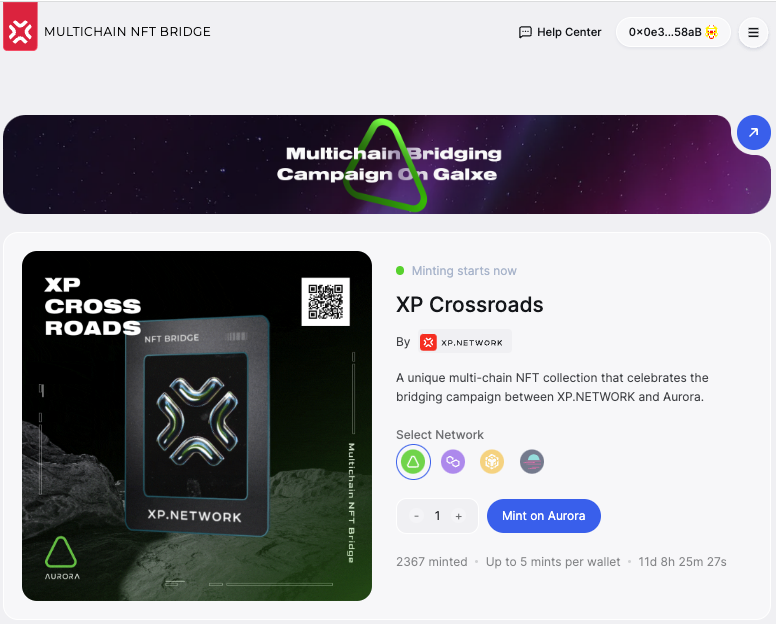 MULTICHAIN NFT BRIDGE
Help Center
0x0e3...58aB
Multichain Bridging
Campaign On Galxe
XP
CROSS
ROADS
NFT BRIDGE
XP.NETWORK
Multichain NFT Bridge
AURORA
Minting starts now
XP Crossroads
By XP.NETWORK
A unique multi-chain NFT collection that celebrates the
bridging campaign between XP.NETWORK and Aurora.
Select Network
- 1 + Mint on Aurora
2367 minted • Up to 5 mints per wallet • 11d 8h 25m 27s